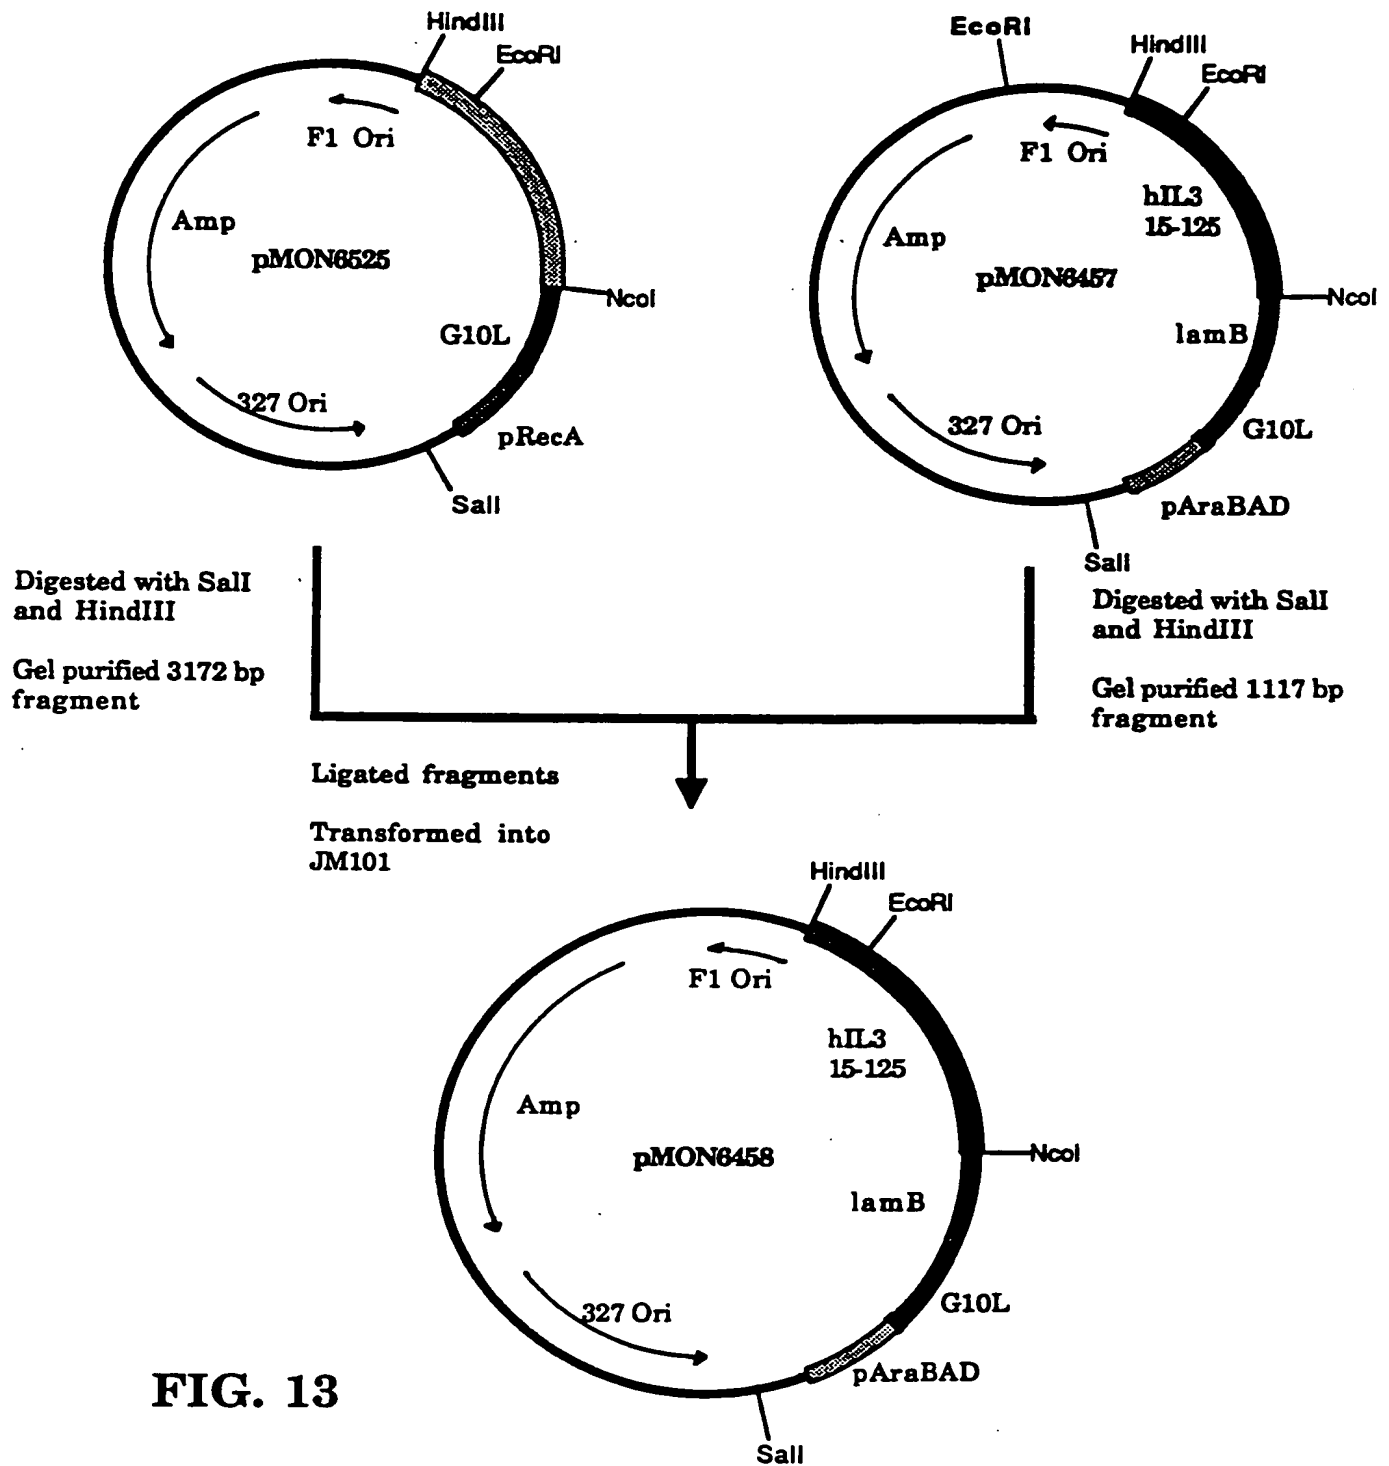 HindIII
EcoRI
F1 Ori
Amp
pMON6525
NcoI
G10L
327 Ori
pRecA
SalI
EcoRI
HindIII
EcoRI
F1 Ori
hIL3
15-125
Amp
pMON6457
NcoI
lamB
327 Ori
G10L
pAraBAD
SalI
Digested with SalI
and HindIII
Gel purified 3172 bp
fragment
Digested with SalI
and HindIII
Gel purified 1117 bp
fragment
Ligated fragments
Transformed into
JM101
HindIII
EcoRI
F1 Ori
hIL3
15-125
Amp
pMON6458
NcoI
lamB
G10L
327 Ori
pAraBAD
SalI
FIG. 13